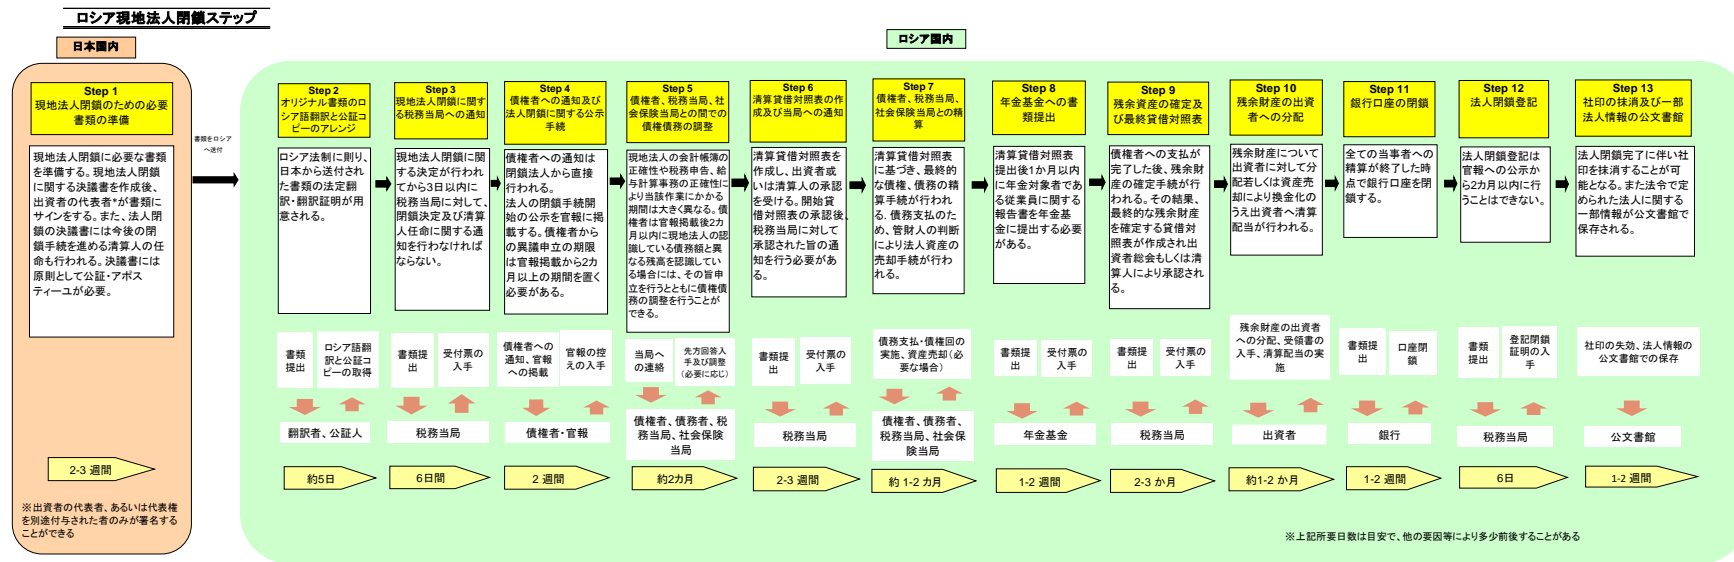 ロシア現地法人閉鎖ステップ
日本国内
ロシア国内
Step 1
現地法人閉鎖のための必要
書類の準備
現地法人閉鎖に必要な書類
を準備する。現地法人閉鎖
に関する決議書を作成後、
出資者の代表者*が書類に
サインをする。また、法人閉
鎖の決議書には今後の閉
鎖手続を進める清算人の任
命も行われる。決議書には
原則として公証・アポス
ティーユが必要。
2-3 週間
※出資者の代表者、あるいは代表権
を別途付与された者のみが署名する
ことができる
書類をロシア
へ送付
Step 2
オリジナル書類のロ
シア語翻訳と公証コ
ピーのアレンジ
ロシア法制に則り、
日本から送付され
た書類の法定翻
訳・翻訳証明が用
意される。
書類
提出
ロシア語翻
訳と公証コ
ピーの取得
翻訳者、公証人
約5日
Step 3
現地法人閉鎖に関す
る税務当局への通知
現地法人閉鎖に関
する決定が行われ
てから3日以内に
税務当局に対して、
閉鎖決定及び清算
人任命に関する通
知を行わなければ
ならない。
書類提
出
受付票の
入手
税務当局
6日間
Step 4
債権者への通知及び
法人閉鎖に関する公示
手続
債権者への通知は
閉鎖法人から直接
行われる。
法人の閉鎖手続開
始の公示を官報に掲
載する。債権者から
の異議申立の期限
は官報掲載から2カ
月以上の期間を置く
必要がある。
債権者への
通知、官報
への掲載
官報の控
えの入手
債権者・官報
2 週間
Step 5
債権者、税務当局、社
会保険当局との間での
債権債務の調整
現地法人の会計帳簿の
正確性や税務申告、給
与計算事務の正確性に
より当該作業にかかる
期間は大きく異なる。債
権者は官報掲載後2カ
月以内に現地法人の認
識している債務額と異
なる残高を認識してい
る場合には、その旨申
立を行うとともに債権債
務の調整を行うことが
できる。
当局へ
の連絡
先方回答入
手及び調整
(必要に応じ)
債権者、債務者、税
務当局、社会保険
当局
約2カ月
Step 6
清算貸借対照表の作
成及び当局への通知
清算貸借対照表を
作成し、出資者或
いは清算人の承認
を受ける。開始貸
借対照表の承認後、
税務当局に対して
承認された旨の通
知を行う必要があ
る。
書類提
出
受付票の
入手
税務当局
2-3 週間
Step 7
債権者、税務当局、
社会保険当局との精
算
清算貸借対照表
に基づき、最終的
な債権、債務の精
算手続が行われ
る。債務支払のた
め、管財人の判断
により法人資産の
売却手続が行わ
れる。
債務支払・債権回の
実施、資産売却(必
要な場合)
債権者、債務者、
税務当局、社会保
険当局
約 1-2 カ月
Step 8
年金基金への書
類提出
清算貸借対照表
提出後1か月以内
に年金対象者であ
る従業員に関する
報告書を年金基
金に提出する必要
がある。
書類提
出
受付票の
入手
年金基金
1-2 週間
Step 9
残余資産の確定及
び最終貸借対照表
債権者への支払が
完了した後、残余財
産の確定手続が行
われる。その結果、
最終的な残余財産
を確定する貸借対
照表が作成され出
資者総会もしくは清
算人により承認され
る。
書類提
出
受付票の
入手
税務当局
2-3 か月
Step 10
残余財産の出資
者への分配
残余財産について
出資者に対して分
配若しくは資産売
却により換金化の
うえ出資者へ清算
配当が行われる。
残余財産の出資者
への分配、受領書の
入手、清算配当の実
施
出資者
約1-2 か月
Step 11
銀行口座の閉鎖
全ての当事者への
精算が終了した時
点で銀行口座を閉
鎖する。
書類提
出
口座閉
鎖
銀行
1-2 週間
Step 12
法人閉鎖登記
法人閉鎖登記は
官報への公示か
ら2カ月以内に行
うことはできない。
書類
提出
登記閉鎖
証明の入
手
税務当局
6日
Step 13
社印の抹消及び一部
法人情報の公文書館
法人閉鎖完了に伴い社
印を抹消することが可
能となる。また法令で定
められた法人に関する
一部情報が公文書館で
保存される。
社印の失効、法人情報の
公文書館での保存
公文書館
1-2 週間
※上記所要日数は目安で、他の要因等により多少前後することがある